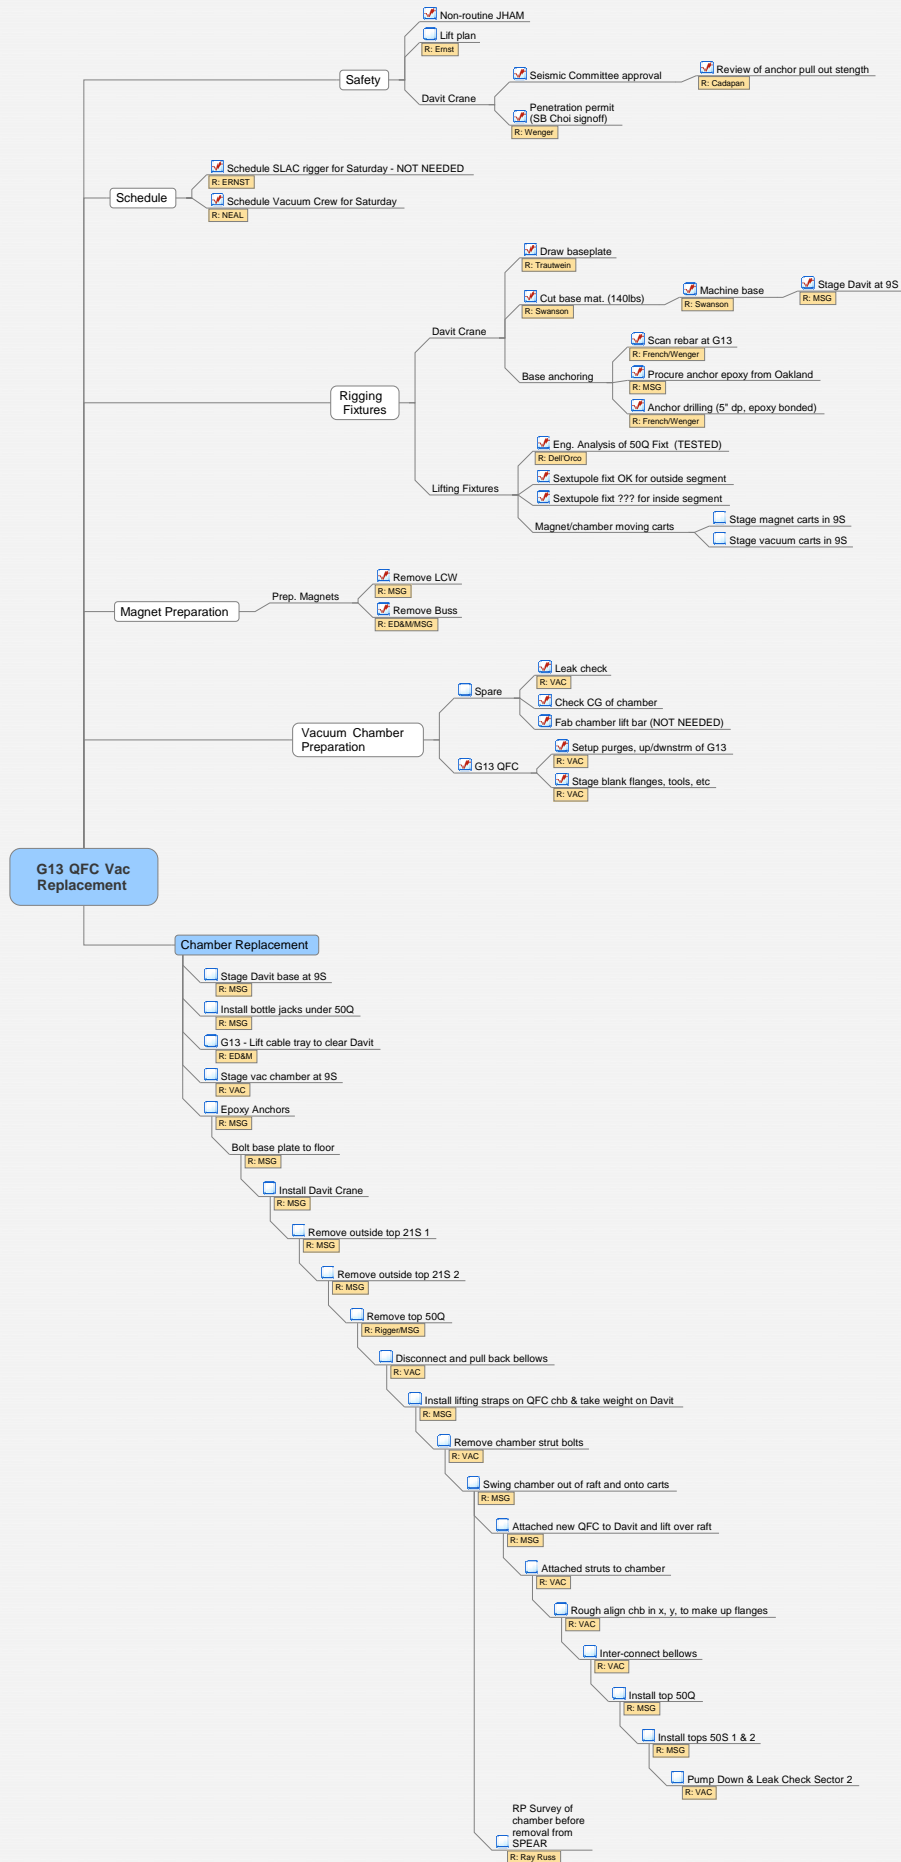 Non-routine JHAM
Lift plan
R: Ernst
Safety
Davit Crane
Seismic Committee approval
Review of anchor pull out stength
R: Cadapan
Penetration permit
(SB Choi signoff)
R: Wenger
Schedule
Schedule SLAC rigger for Saturday - NOT NEEDED
R: ERNST
Schedule Vacuum Crew for Saturday
R: NEAL
Rigging
Fixtures
Davit Crane
Draw baseplate
R: Trautwein
Cut base mat. (140lbs)
R: Swanson
Machine base
R: Swanson
Stage Davit at 9S
R: MSG
Base anchoring
Scan rebar at G13
R: French/Wenger
Procure anchor epoxy from Oakland
R: MSG
Anchor drilling (5" dp, epoxy bonded)
R: French/Wenger
Lifting Fixtures
Eng. Analysis of 50Q Fixt (TESTED)
R: Dell'Orco
Sextupole fixt OK for outside segment
Sextupole fixt ??? for inside segment
Magnet/chamber moving carts
Stage magnet carts in 9S
Stage vacuum carts in 9S
Magnet Preparation
Prep. Magnets
Remove LCW
R: MSG
Remove Buss
R: ED&M/MSG
Vacuum Chamber
Preparation
Spare
Leak check
R: VAC
Check CG of chamber
Fab chamber lift bar (NOT NEEDED)
G13 QFC
Setup purges, up/dwnstrm of G13
R: VAC
Stage blank flanges, tools, etc
R: VAC
G13 QFC Vac
Replacement
Chamber Replacement
Stage Davit base at 9S
R: MSG
Install bottle jacks under 50Q
R: MSG
G13 - Lift cable tray to clear Davit
R: ED&M
Stage vac chamber at 9S
R: VAC
Epoxy Anchors
R: MSG
Bolt base plate to floor
R: MSG
Install Davit Crane
R: MSG
Remove outside top 21S 1
R: MSG
Remove outside top 21S 2
R: MSG
Remove top 50Q
R: Rigger/MSG
Disconnect and pull back bellows
R: VAC
Install lifting straps on QFC chb & take weight on Davit
R: MSG
Remove chamber strut bolts
R: VAC
Swing chamber out of raft and onto carts
R: MSG
Attached new QFC to Davit and lift over raft
R: MSG
Attached struts to chamber
R: VAC
Rough align chb in x, y, to make up flanges
R: VAC
Inter-connect bellows
R: VAC
Install top 50Q
R: MSG
Install tops 50S 1 & 2
R: MSG
Pump Down & Leak Check Sector 2
R: VAC
RP Survey of
chamber before
removal from
SPEAR
R: Ray Russ